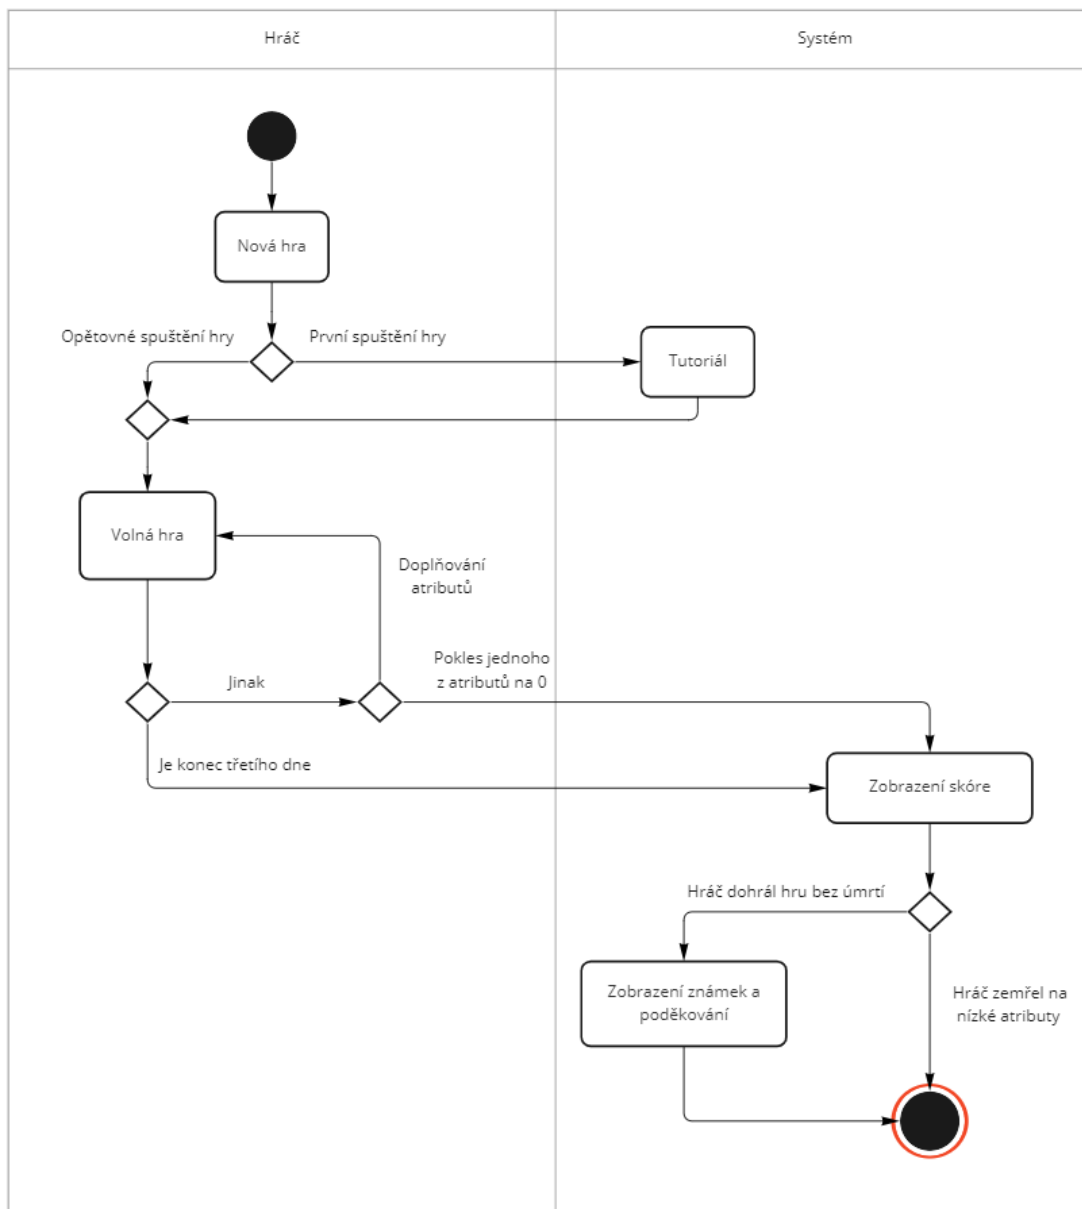 Hráč
Systém
Nová hra
Opětovné spuštění hry
První spuštění hry
Tutoriál
Volná hra
Doplňování
atributů
Jinak
Pokles jednoho
z atributů na 0
Je konec třetího dne
Zobrazení skóre
Hráč dohrál hru bez úmrtí
Zobrazení známek a
poděkování
Hráč zemřel na
nízké atributy